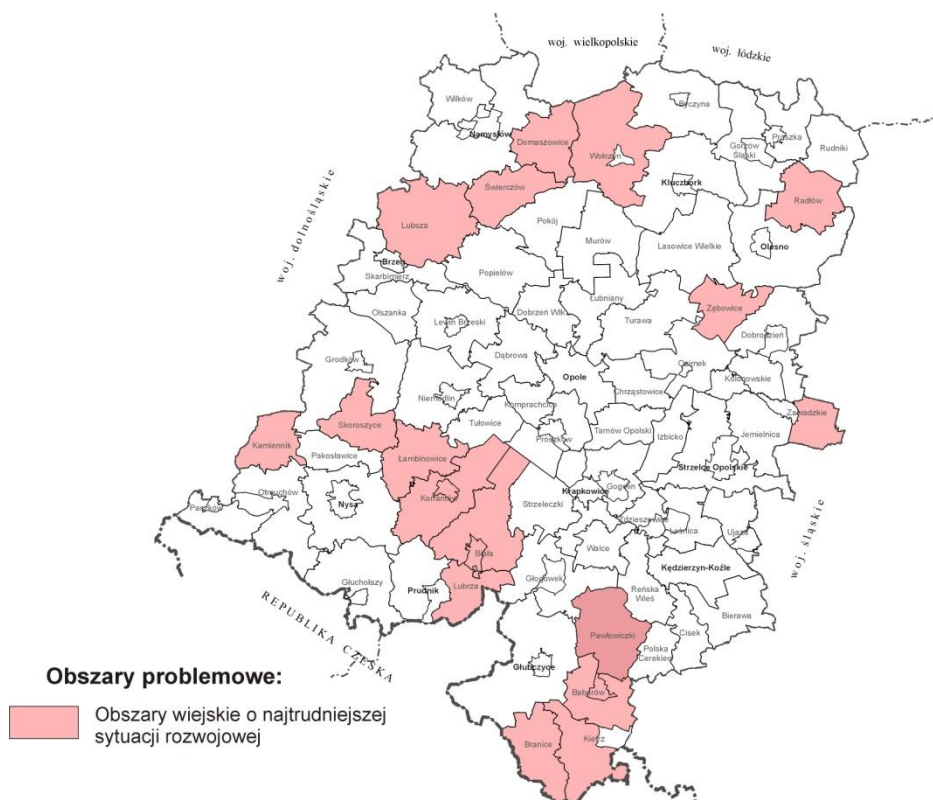 woj. wielkopolskie
woj. łódzkie
Wilków
Byczyna
Namysłów
Domaszowice
Wołczyn
Gorzów
Śląski
Praszka
Rudniki
Świerczów
Kluczbork
Radłów
Lubsza
woj. dolnośląskie
Pokój
Murów
Lasowice Wielkie
Olesno
Brzeg
Skarbimierz
Popielów
Zębowice
Olszanka
Lewin Brzeski
Dobrzeń Wlk.
Łubniany
Turawa
Dobrodzień
Grodków
Dąbrowa
Opole
Ozimek
Kolonowskie
Niemodlin
Komprachcice
Chrząstowice
Zawadzkie
Skoroszyce
Tułowice
Prószków
Tarnów Opolski
Izbicko
Jemielnica
Kamiennik
Pakosławice
Łambinowice
Strzelce Opolskie
Otmuchów
Nysa
Korfantów
Strzeleczki
Krapkowice
Gogolin
Paczków
Zdzieszowice
Leśnica
Ujazd
woj. śląskie
Biała
Walce
Kędzierzyn-Koźle
Głuchołazy
Prudnik
Lubrza
Głogówek
Reńska
Wieś
Bierawa
REPUBLIKA CZESKA
Pawłowiczki
Cisek
Polska
Cerekiew
Głubczyce
Baborów
Branice
Kietrz
Obszary problemowe:
Obszary wiejskie o najtrudniejszej
sytuacji rozwojowej